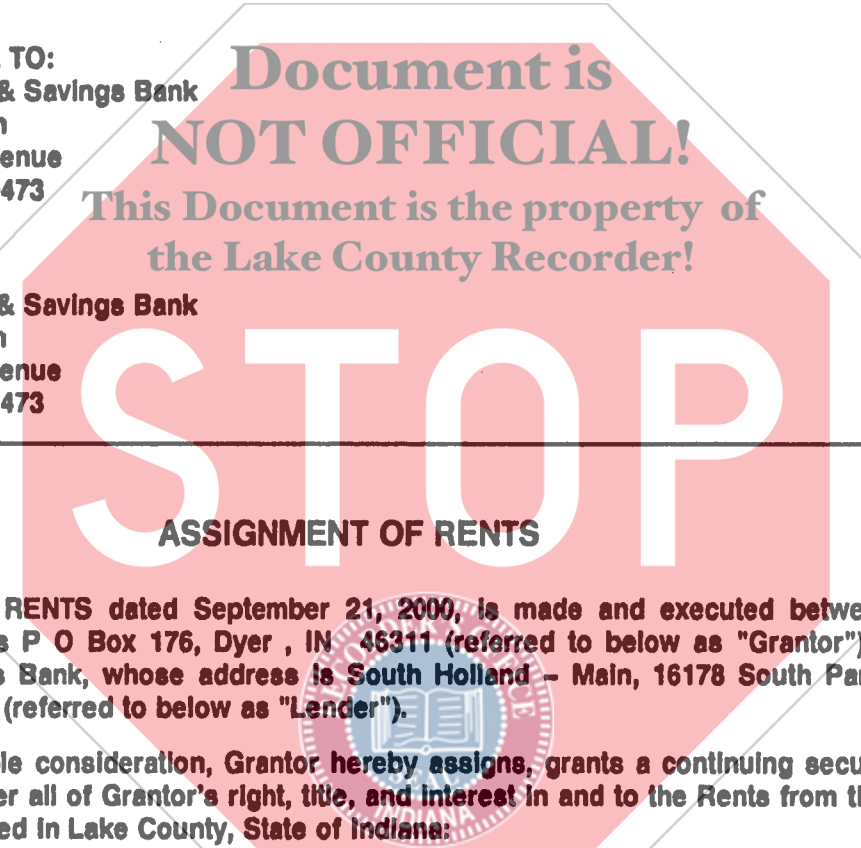 TO:
Document is
& Savings Bank
NOT OFFICIAL!
enue
473
This Document is the property of
the Lake County Recorder!
& Savings Bank
enue
473
STOP
ASSIGNMENT OF RENTS
RENTS dated September 21, 2000, is made and executed betwe
s P O Box 176, Dyer , IN 46311 (referred to below as "Grantor")
s Bank, whose address is South Holland – Main, 16178 South Par
(referred to below as "Lender").
le consideration, Grantor hereby assigns, grants a continuing secu
er all of Grantor's right, title, and interest in and to the Rents from th
ed in Lake County, State of Indiana:
INDIANA